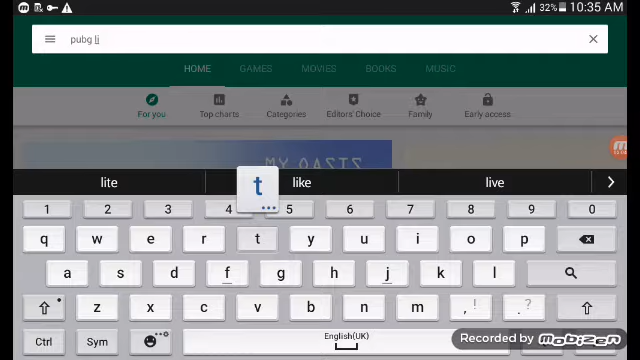 32% 10:35 AM
pubg li
HOME GAMES MOVIES BOOKS MUSIC
For you Top charts Categories Editors' Choice Family Early access
MY OASIS
lite like live
t
1 2 3 4 5 6 7 8 9 0
q w e r t y u i o p
a s d f g h j k l
z x c v b n m , ! . ?
Ctrl Sym English(UK)
Recorded by MOBIZEN